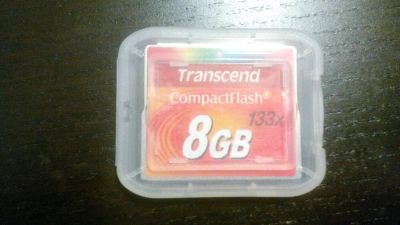 Transcend
CompactFlash®
133x
8GB